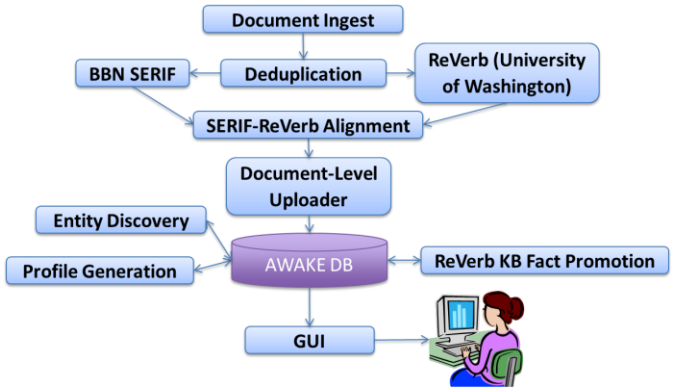 Document Ingest
BBN SERIF
Deduplication
ReVerb (University
of Washington)
SERIF-ReVerb Alignment
Document-Level
Uploader
Entity Discovery
Profile Generation
AWAKE DB
ReVerb KB Fact Promotion
GUI